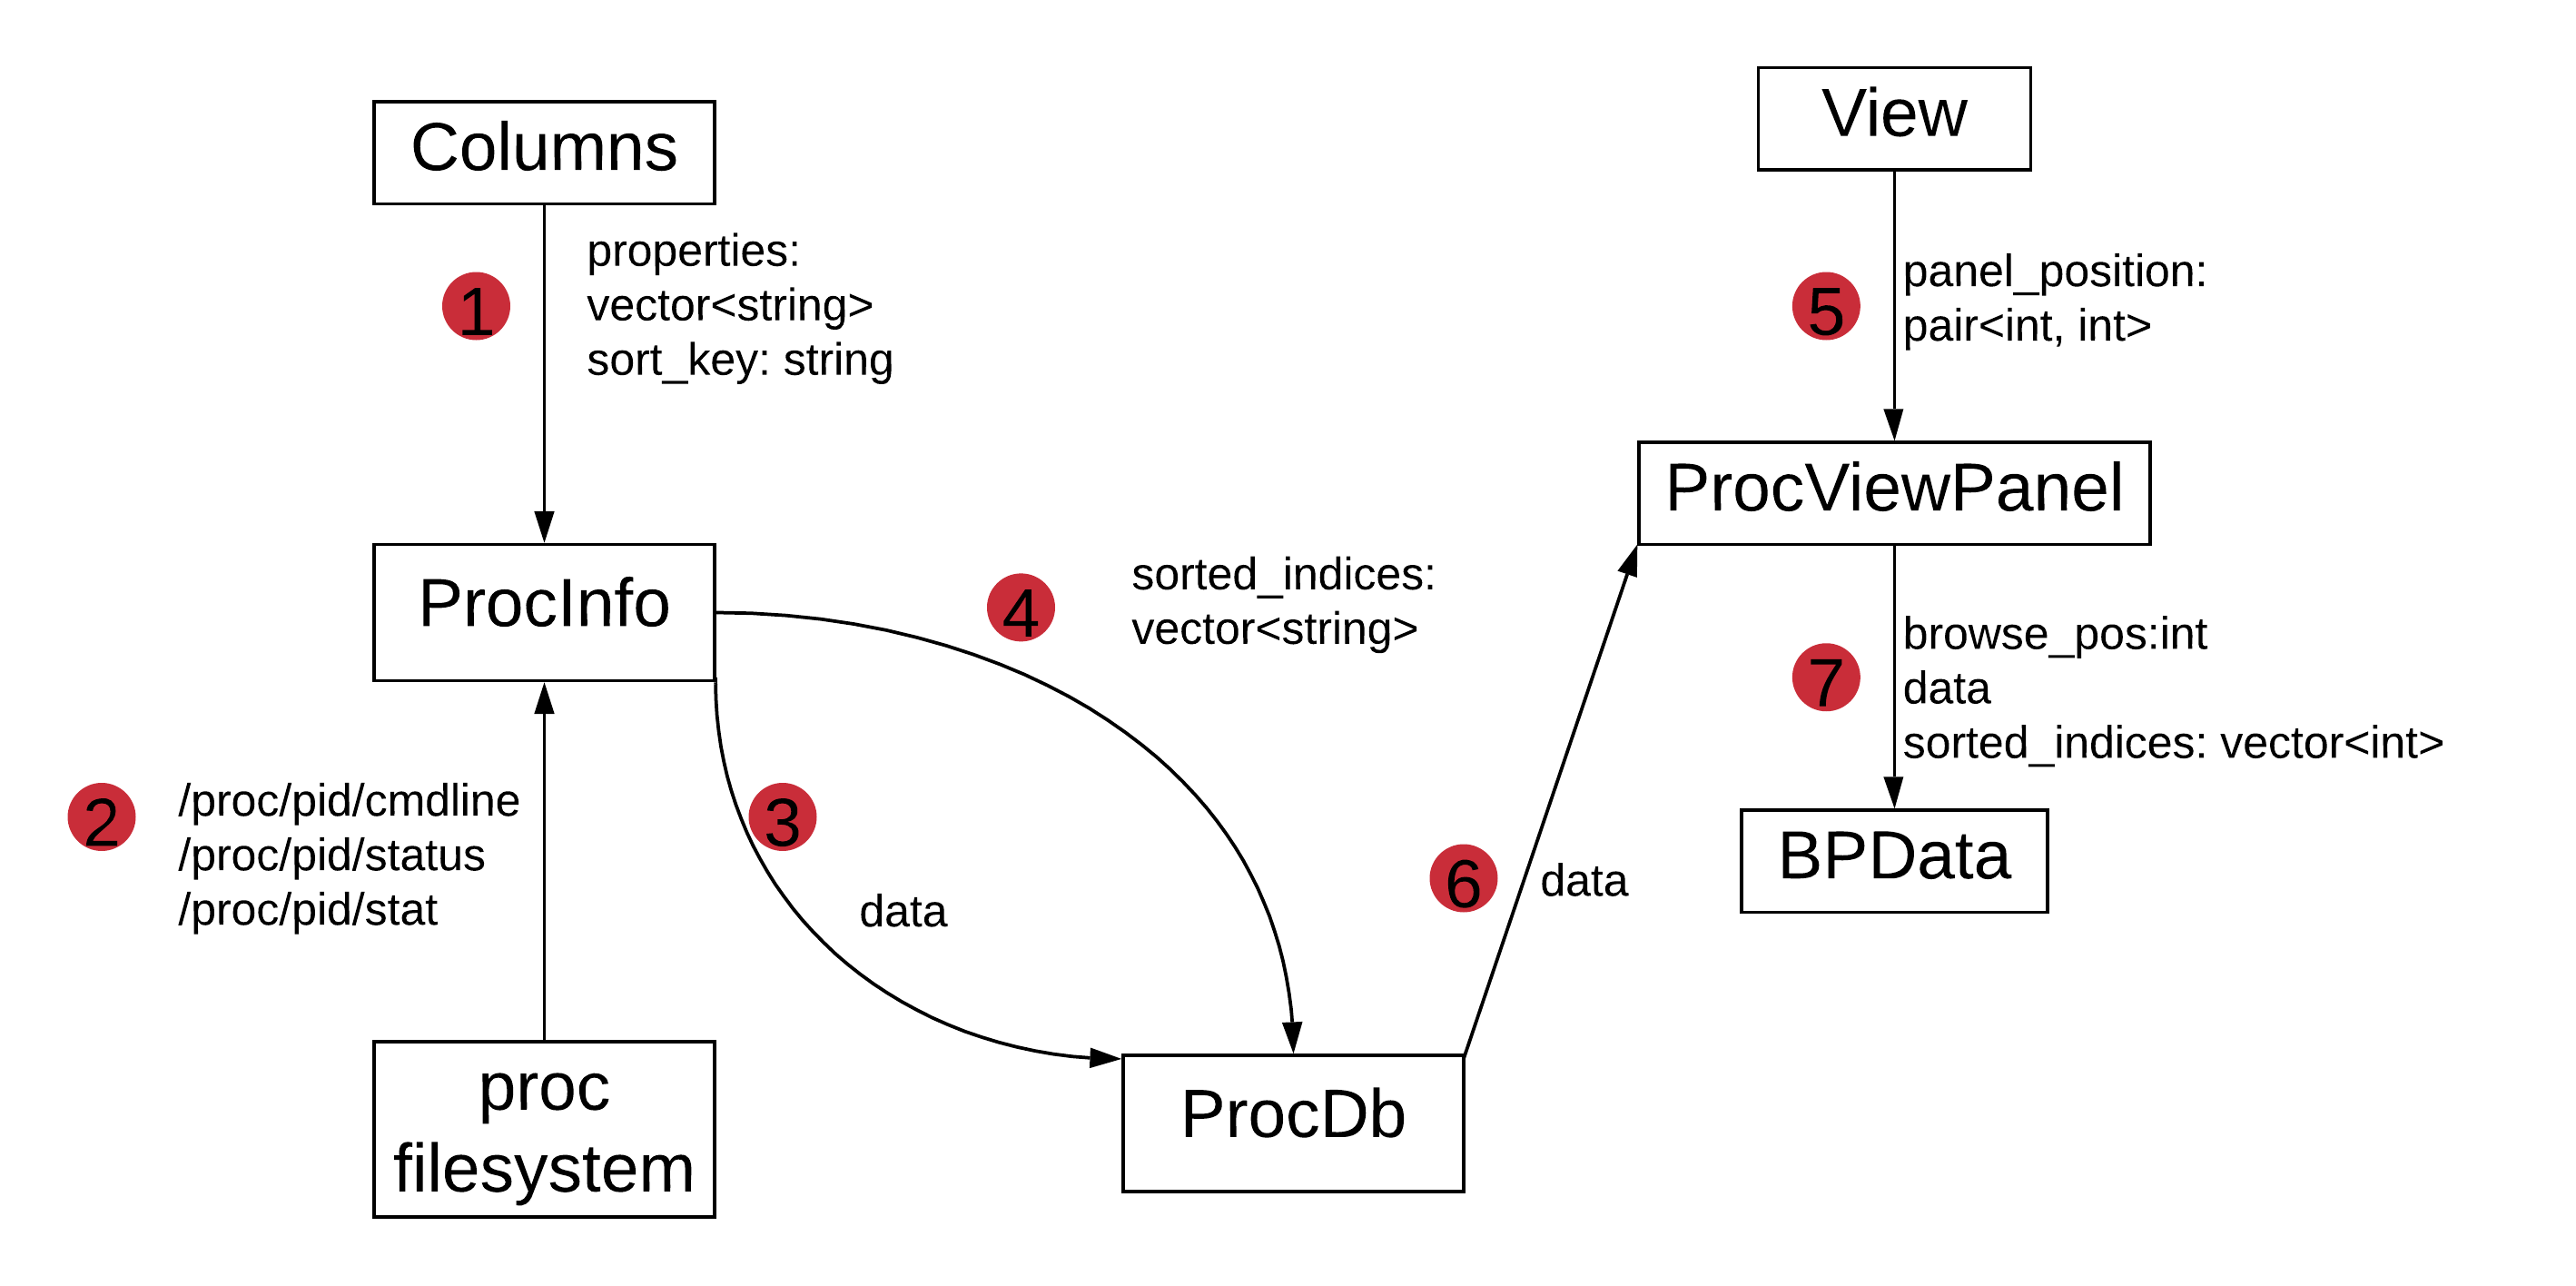 Columns
1
properties:
vector<string>
sort_key: string
ProcInfo
2
/proc/pid/cmdline
/proc/pid/status
/proc/pid/stat
proc
filesystem
3
data
4
sorted_indices:
vector<string>
ProcDb
View
5
panel_position:
pair<int, int>
ProcViewPanel
6
data
7
browse_pos:int
data
sorted_indices: vector<int>
BPData